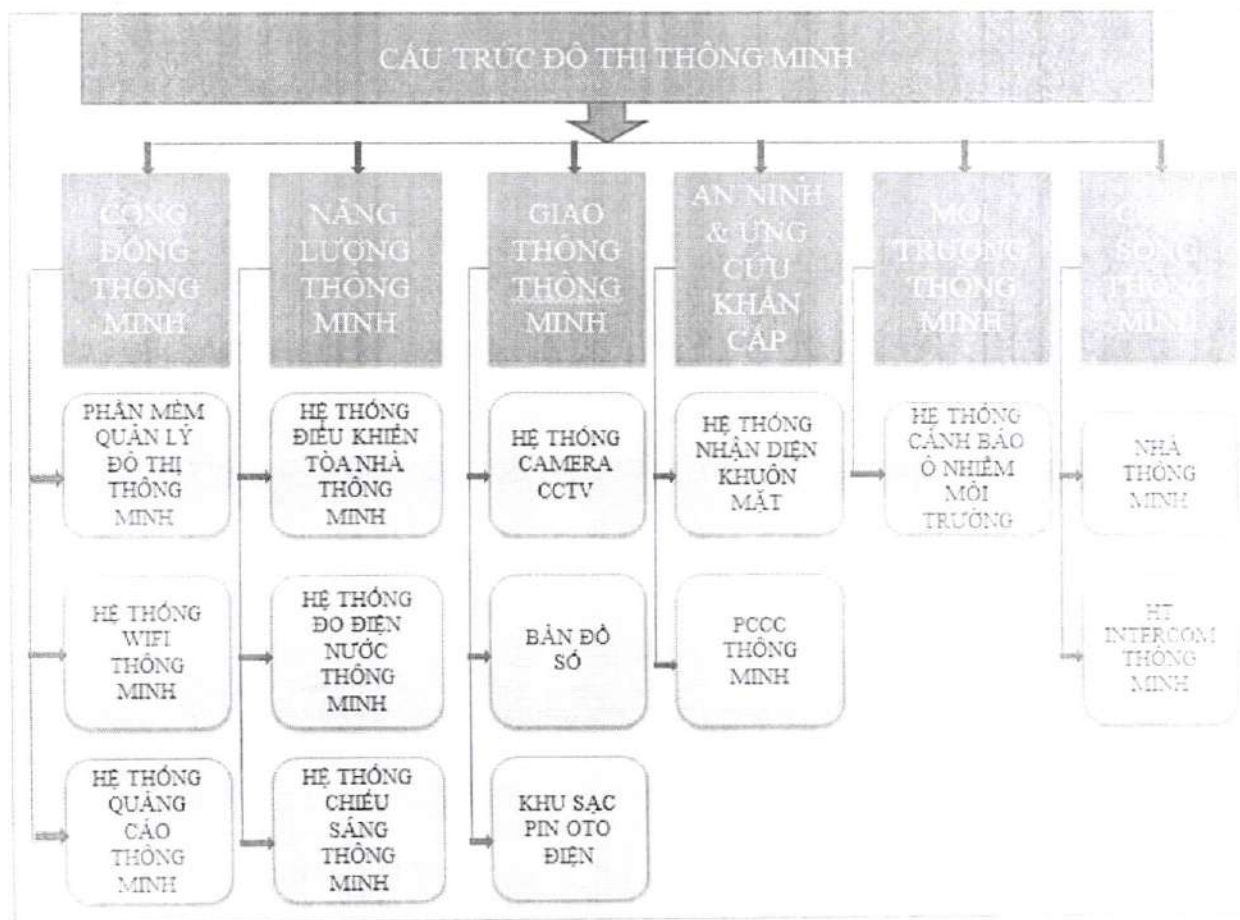 CẤU TRÚC ĐÔ THỊ THÔNG MINH
CỘNG
ĐỒNG
THÔNG
MINH
NĂNG
LƯỢNG
THÔNG
MINH
GIAO
THÔNG
THÔNG
MINH
AN NINH
& ỨNG
CỨU
KHẨN
CẤP
MÔI
TRƯỜNG
THÔNG
MINH
SỐNG
THÔNG
MINH
PHẦN MỀM
QUẢN LÝ
ĐÔ THỊ
THÔNG
MINH
HỆ THỐNG
ĐIỀU KHIỂN
TÒA NHÀ
THÔNG
MINH
HỆ THỐNG
CAMERA
CCTV
HỆ THỐNG
NHẬN DIỆN
KHUÔN
MẶT
HỆ THỐNG
CẢNH BÁO
Ô NHIỄM
MÔI
TRƯỜNG
NHÀ
THÔNG
MINH
HỆ THỐNG
WIFI
THÔNG
MINH
HỆ THỐNG
ĐO ĐIỆN
NƯỚC
THÔNG
MINH
BẢN ĐỒ
SỐ
PCCC
THÔNG
MINH
HT
INTERCOM
THÔNG
MINH
HỆ THỐNG
QUẢNG
CÁO
THÔNG
MINH
HỆ THỐNG
CHIẾU
SÁNG
THÔNG
MINH
KHU SẠC
PIN OTO
ĐIỆN